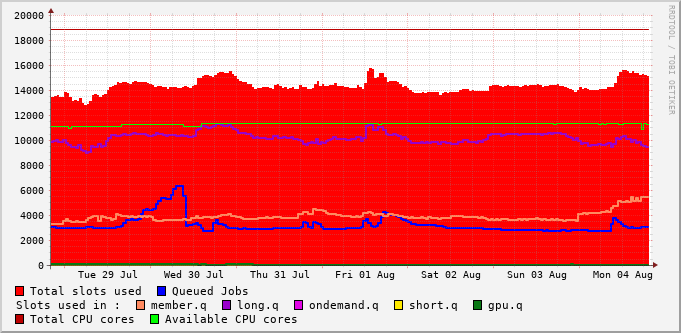 20000
18000
16000
14000
12000
10000
8000
6000
4000
2000
0
Tue 29 Jul Wed 30 Jul Thu 31 Jul Fri 01 Aug Sat 02 Aug Sun 03 Aug Mon 04 Aug
Total slots used Queued Jobs
Slots used in : member.q long.q ondemand.q short.q gpu.q
Total CPU cores Available CPU cores
RRDTOOL / TOBI OETIKER